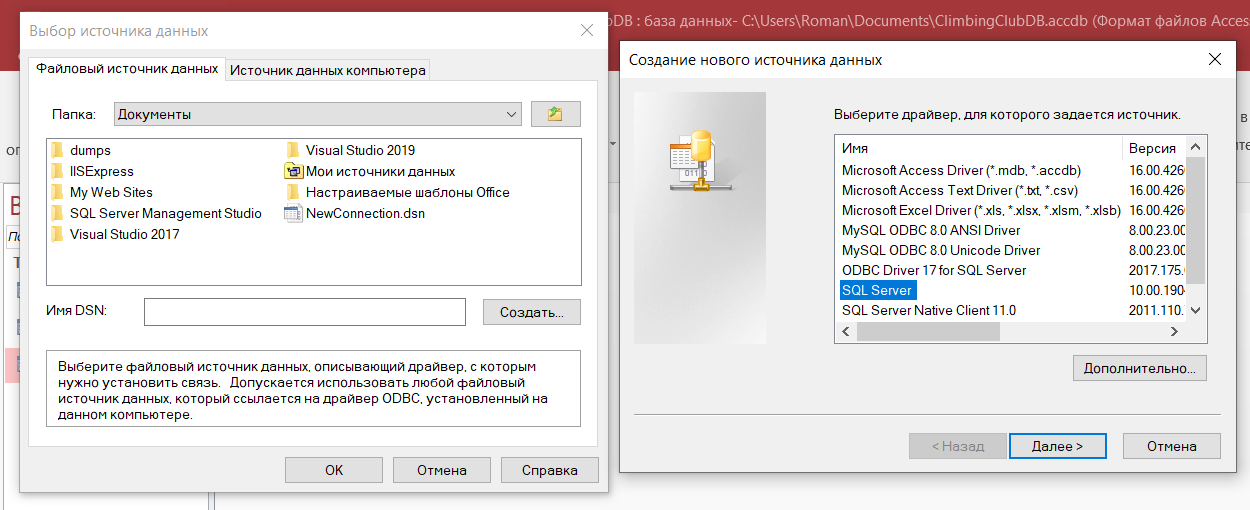 bDB : база данных- C:\Users\Roman\Documents\ClimbingClubDB.accdb (Формат файлов Acces
Выбор источника данных
Файловый источник данных
Источник данных компьютера
Папка:
Документы
dumps
IISExpress
My Web Sites
SQL Server Management Studio
Visual Studio 2017
Visual Studio 2019
Мои источники данных
Настраиваемые шаблоны Office
NewConnection.dsn
Имя DSN:
Создать...
Выберите файловый источник данных, описывающий драйвер, с которым
нужно установить связь. Допускается использовать любой файловый
источник данных, который ссылается на драйвер ODBC, установленный на
данном компьютере.
OK
Отмена
Справка
Создание нового источника данных
Выберите драйвер, для которого задается источник.
Имя Версия
Microsoft Access Driver (*.mdb, *.accdb) 16.00.4266
Microsoft Access Text Driver (*.txt, *.csv) 16.00.4266
Microsoft Excel Driver (*.xls, *.xlsx, *.xlsm, *.xlsb) 16.00.4266
MySQL ODBC 8.0 ANSI Driver 8.00.23.00
MySQL ODBC 8.0 Unicode Driver 8.00.23.00
ODBC Driver 17 for SQL Server 2017.175.
SQL Server 10.00.1904
SQL Server Native Client 11.0 2011.110.
Дополнительно...
< Назад
Далее >
Отмена